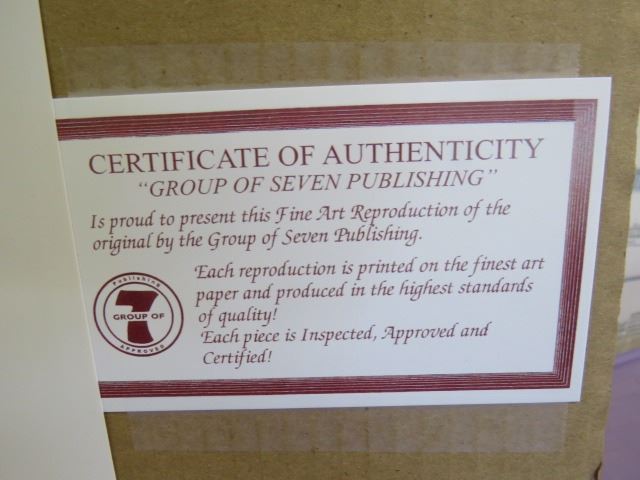 CERTIFICATE OF AUTHENTICITY
"GROUP OF SEVEN PUBLISHING"
Is proud to present this Fine Art Reproduction of the
original by the Group of Seven Publishing.
Each reproduction is printed on the finest art
paper and produced in the highest standards
of quality!
Each piece is Inspected, Approved and
Certified!
Publishing
7
GROUP OF
APPROVED